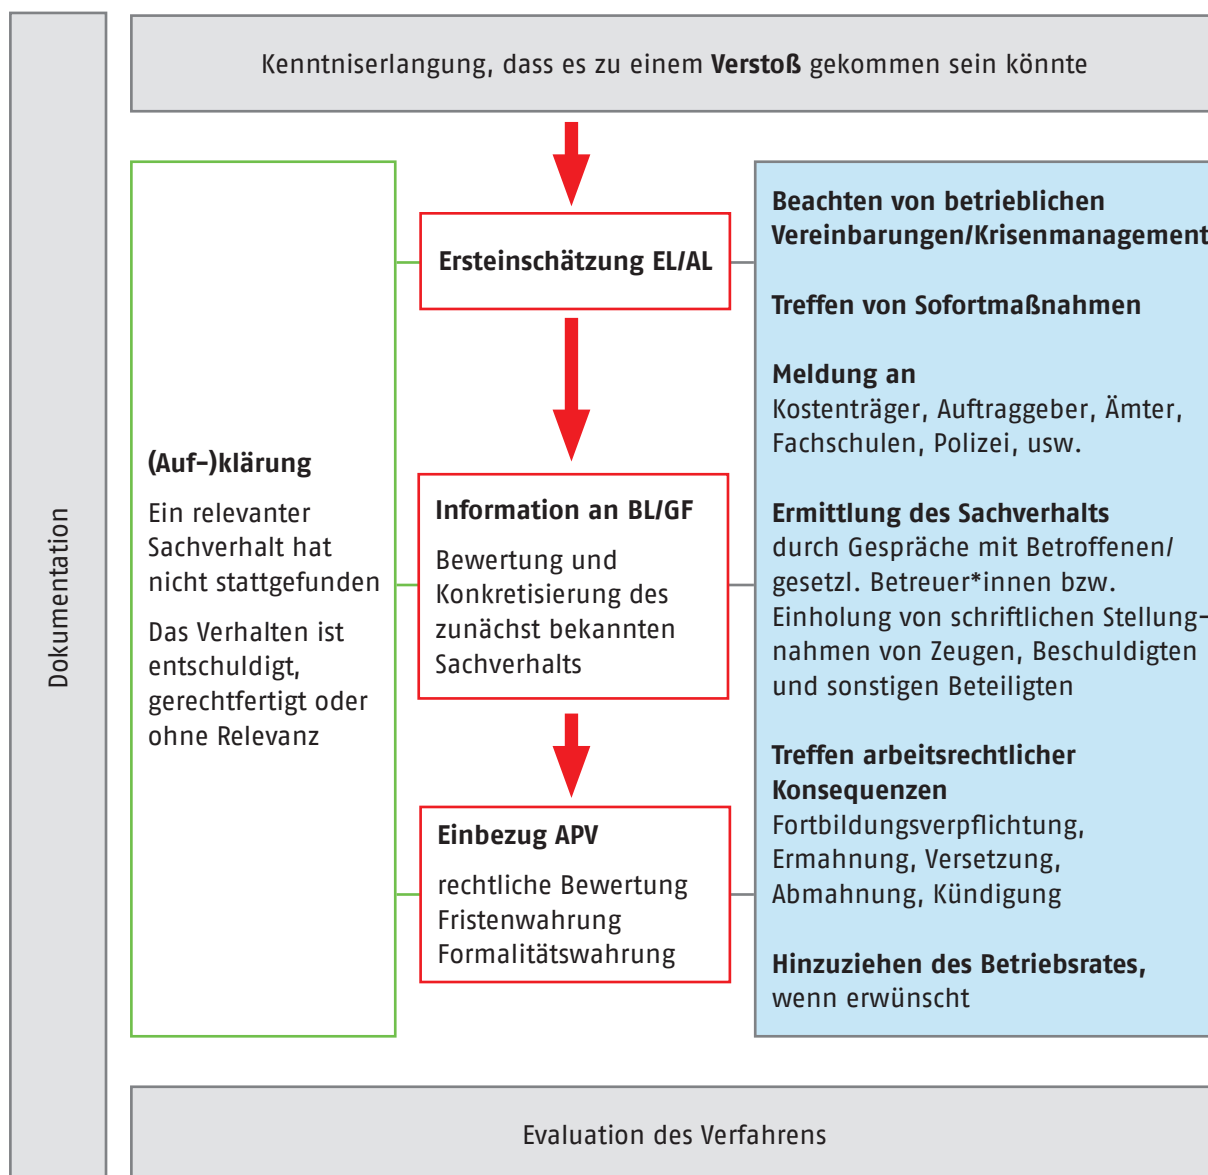 Dokumentation
Kenntniserlangung, dass es zu einem Verstoß gekommen sein könnte
(Auf-)klärung
Ein relevanter
Sachverhalt hat
nicht stattgefunden
Das Verhalten ist
entschuldigt,
gerechtfertigt oder
ohne Relevanz
Ersteinschätzung EL/AL
Information an BL/GF
Bewertung und
Konkretisierung des
zunächst bekannten
Sachverhalts
Einbezug APV
rechtliche Bewertung
Fristenwahrung
Formalitätswahrung
Beachten von betrieblichen
Vereinbarungen/Krisenmanagement
Treffen von Sofortmaßnahmen
Meldung an
Kostenträger, Auftraggeber, Ämter,
Fachschulen, Polizei, usw.
Ermittlung des Sachverhalts
durch Gespräche mit Betroffenen/
gesetzl. Betreuer*innen bzw.
Einholung von schriftlichen Stellung-
nahmen von Zeugen, Beschuldigten
und sonstigen Beteiligten
Treffen arbeitsrechtlicher
Konsequenzen
Fortbildungsverpflichtung,
Ermahnung, Versetzung,
Abmahnung, Kündigung
Hinzuziehen des Betriebsrates,
wenn erwünscht
Evaluation des Verfahrens